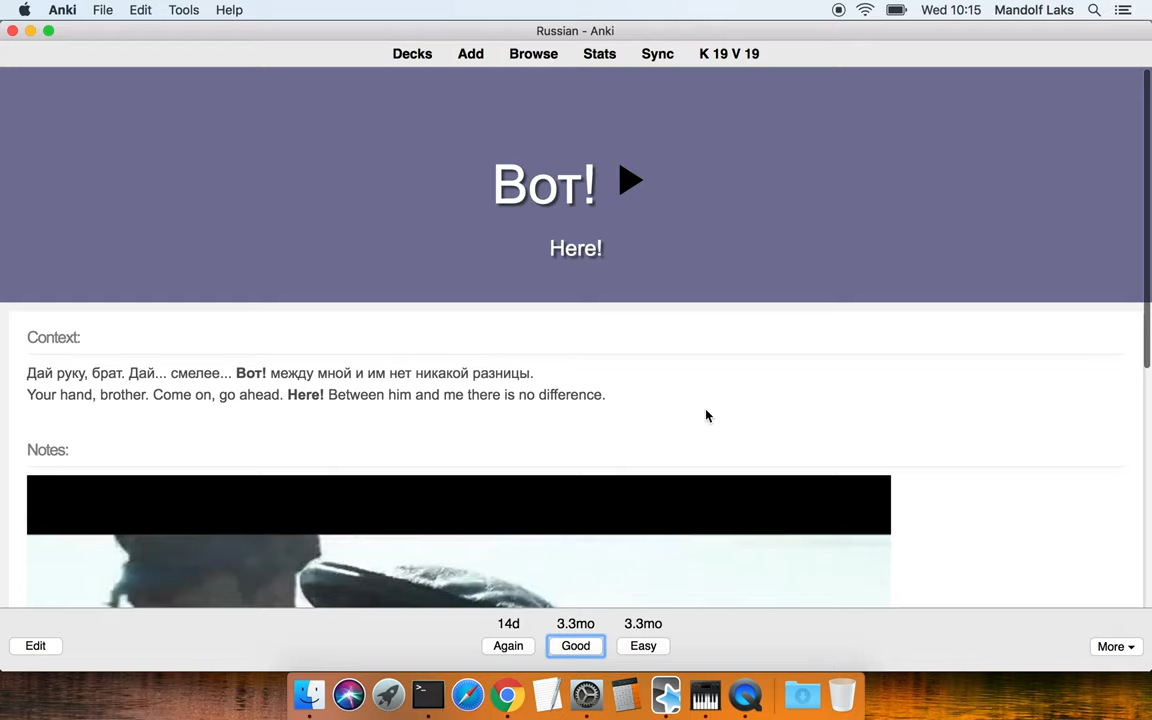 Anki File Edit Tools Help Wed 10:15 Mandolf Laks
Russian - Anki
Decks Add Browse Stats Sync K 19 V 19
Вот!
Here!
Context:
Дай руку, брат. Дай... смелее... Вот! между мной и им нет никакой разницы.
Your hand, brother. Come on, go ahead. Here! Between him and me there is no difference.
Notes:
14d 3.3mo 3.3mo
Edit Again Good Easy More